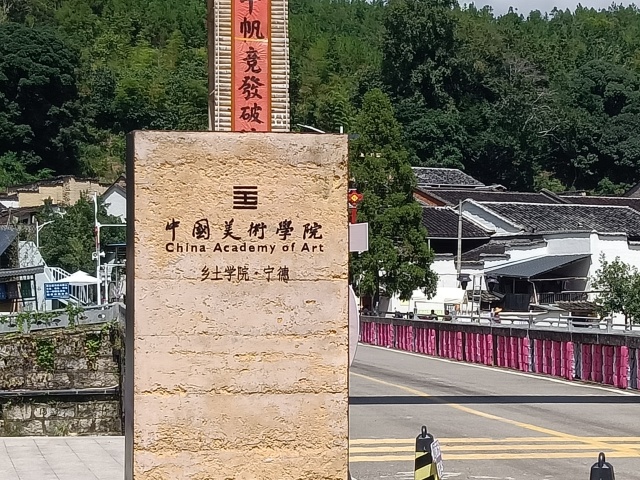 帆竟發破
中國美術學院
China Academy of Art
乡土学院·宁德